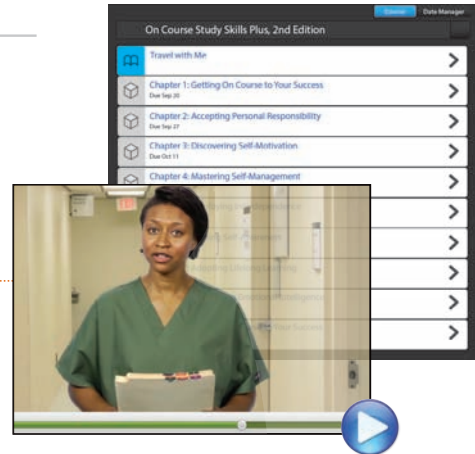 Course Data Manager
On Course Study Skills Plus, 2nd Edition
Travel with Me
Chapter 1: Getting On Course to Your Success
Due Sep 20
Chapter 2: Accepting Personal Responsibility
Due Sep 27
Chapter 3: Discovering Self-Motivation
Due Oct 11
Chapter 4: Mastering Self-Management